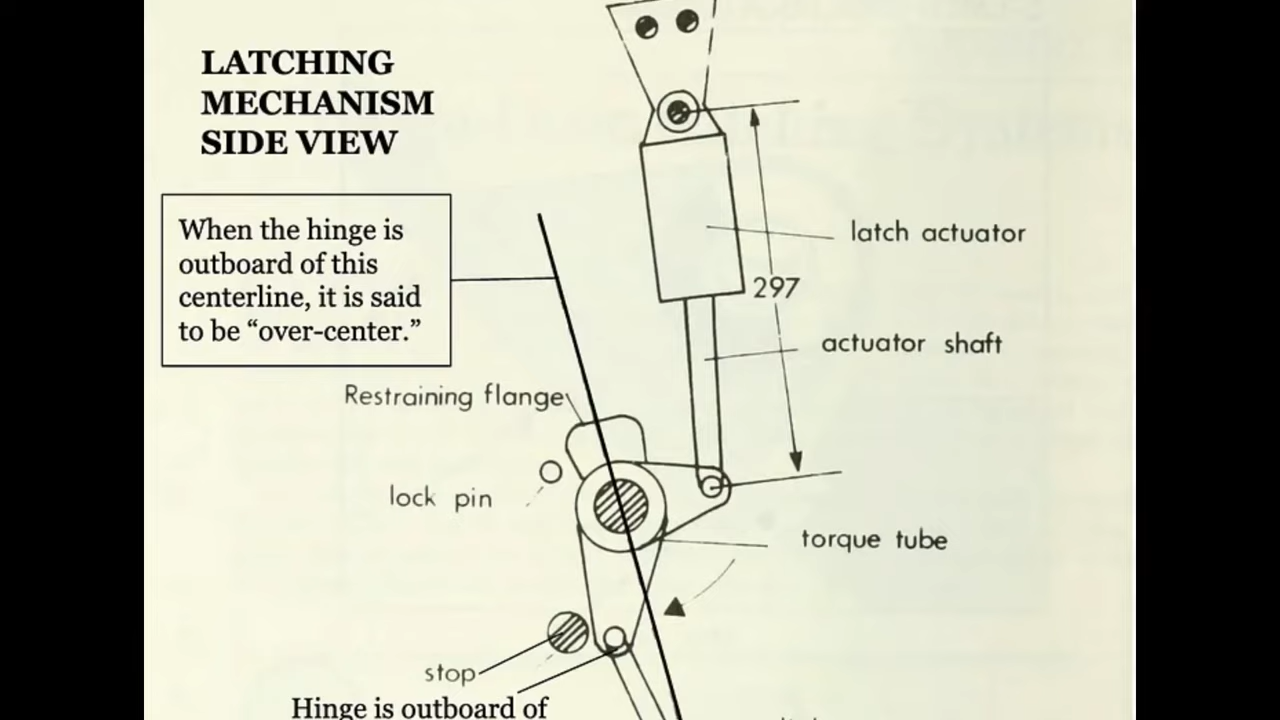 LATCHING
MECHANISM
SIDE VIEW
When the hinge is
outboard of this
centerline, it is said
to be “over-center.”
latch actuator
297
actuator shaft
Restraining flange
lock pin
torque tube
stop
Hinge is outboard of